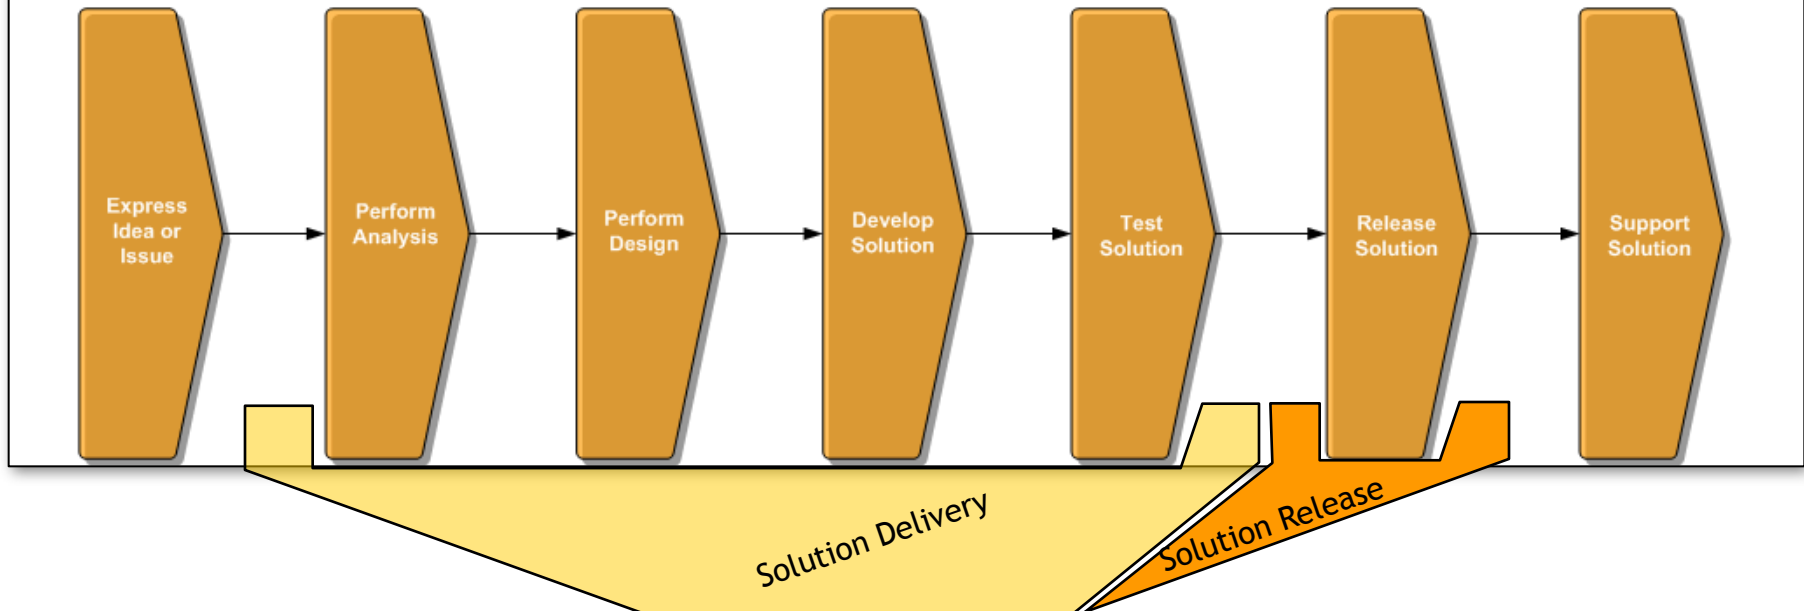 Express
Idea or
Issue
Perform
Analysis
Perform
Design
Develop
Solution
Test
Solution
Release
Solution
Support
Solution
Solution Delivery
Solution Release